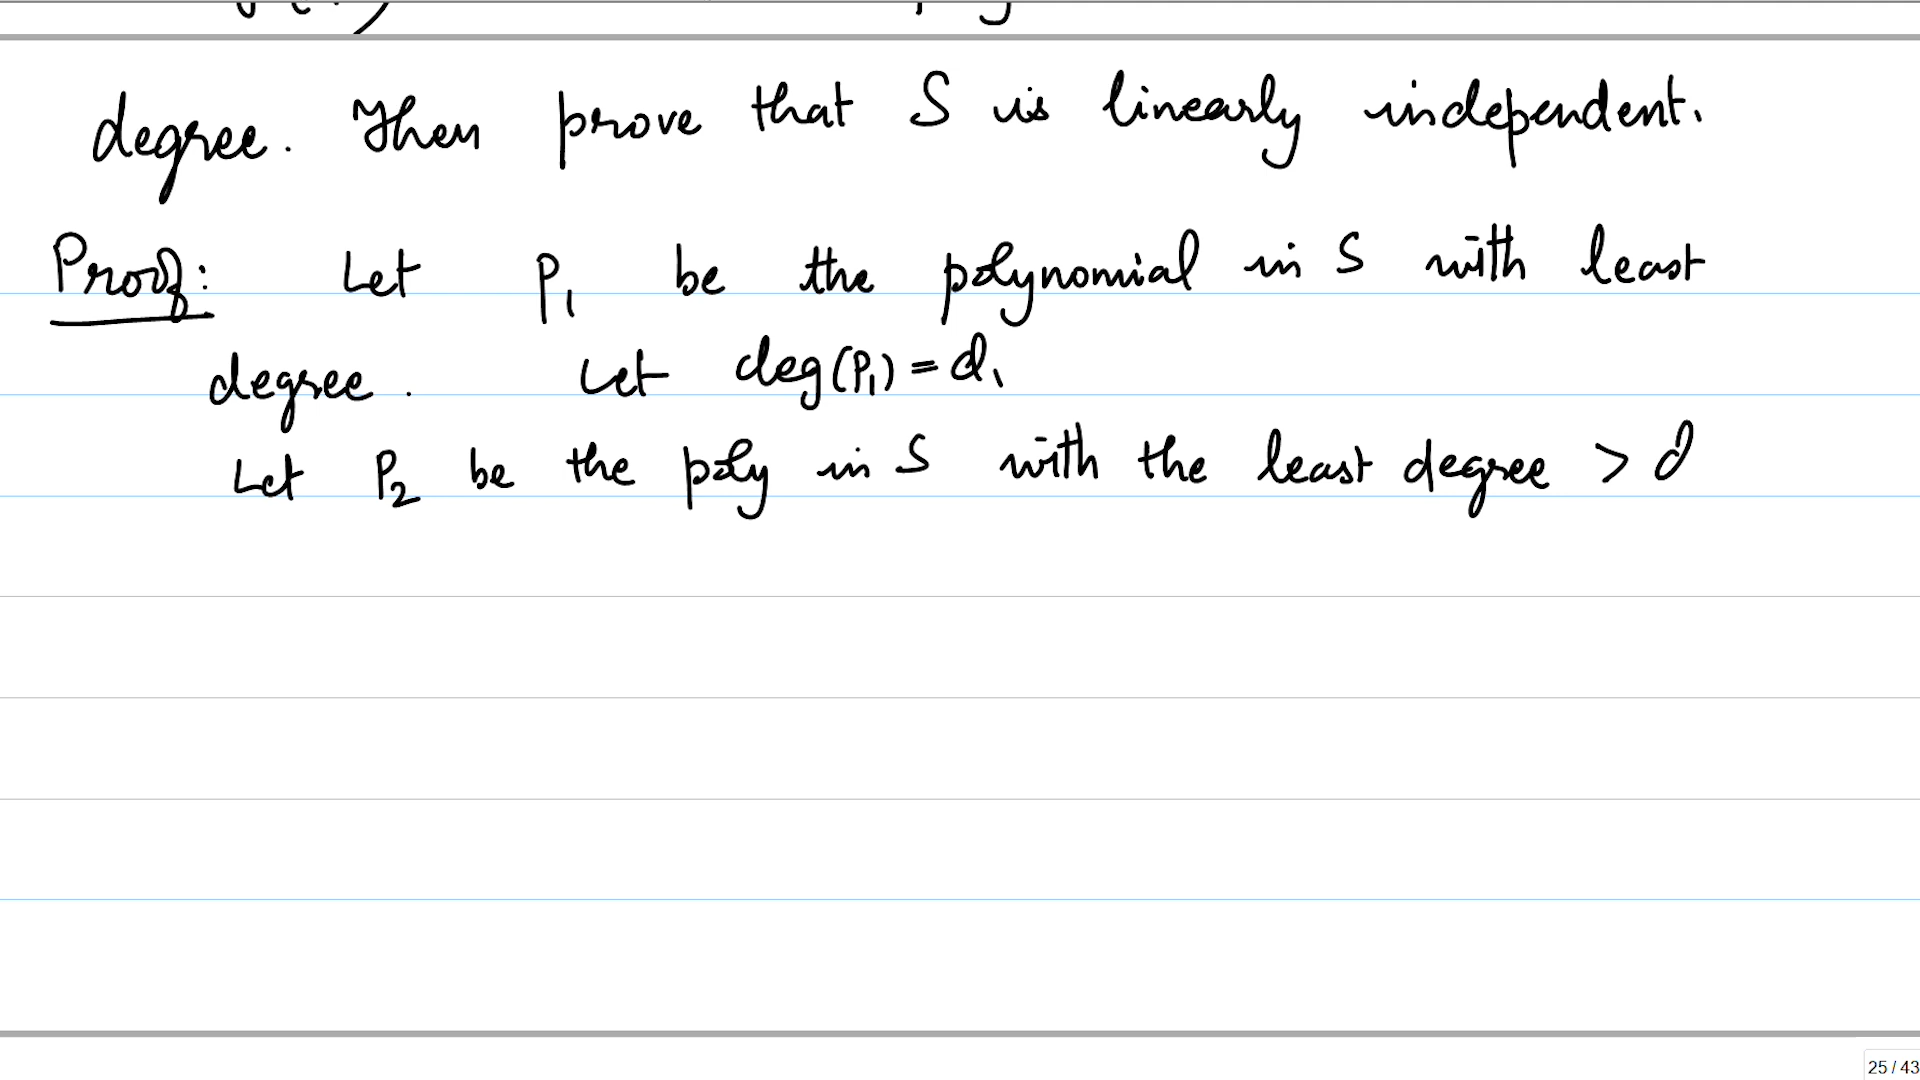 degree. Then prove that S is linearly independent.
Proof: Let P₁ be the polynomial in S with least
degree. Let deg(P₁) = d₁
Let P₂ be the poly in S with the least degree > d
25 / 43